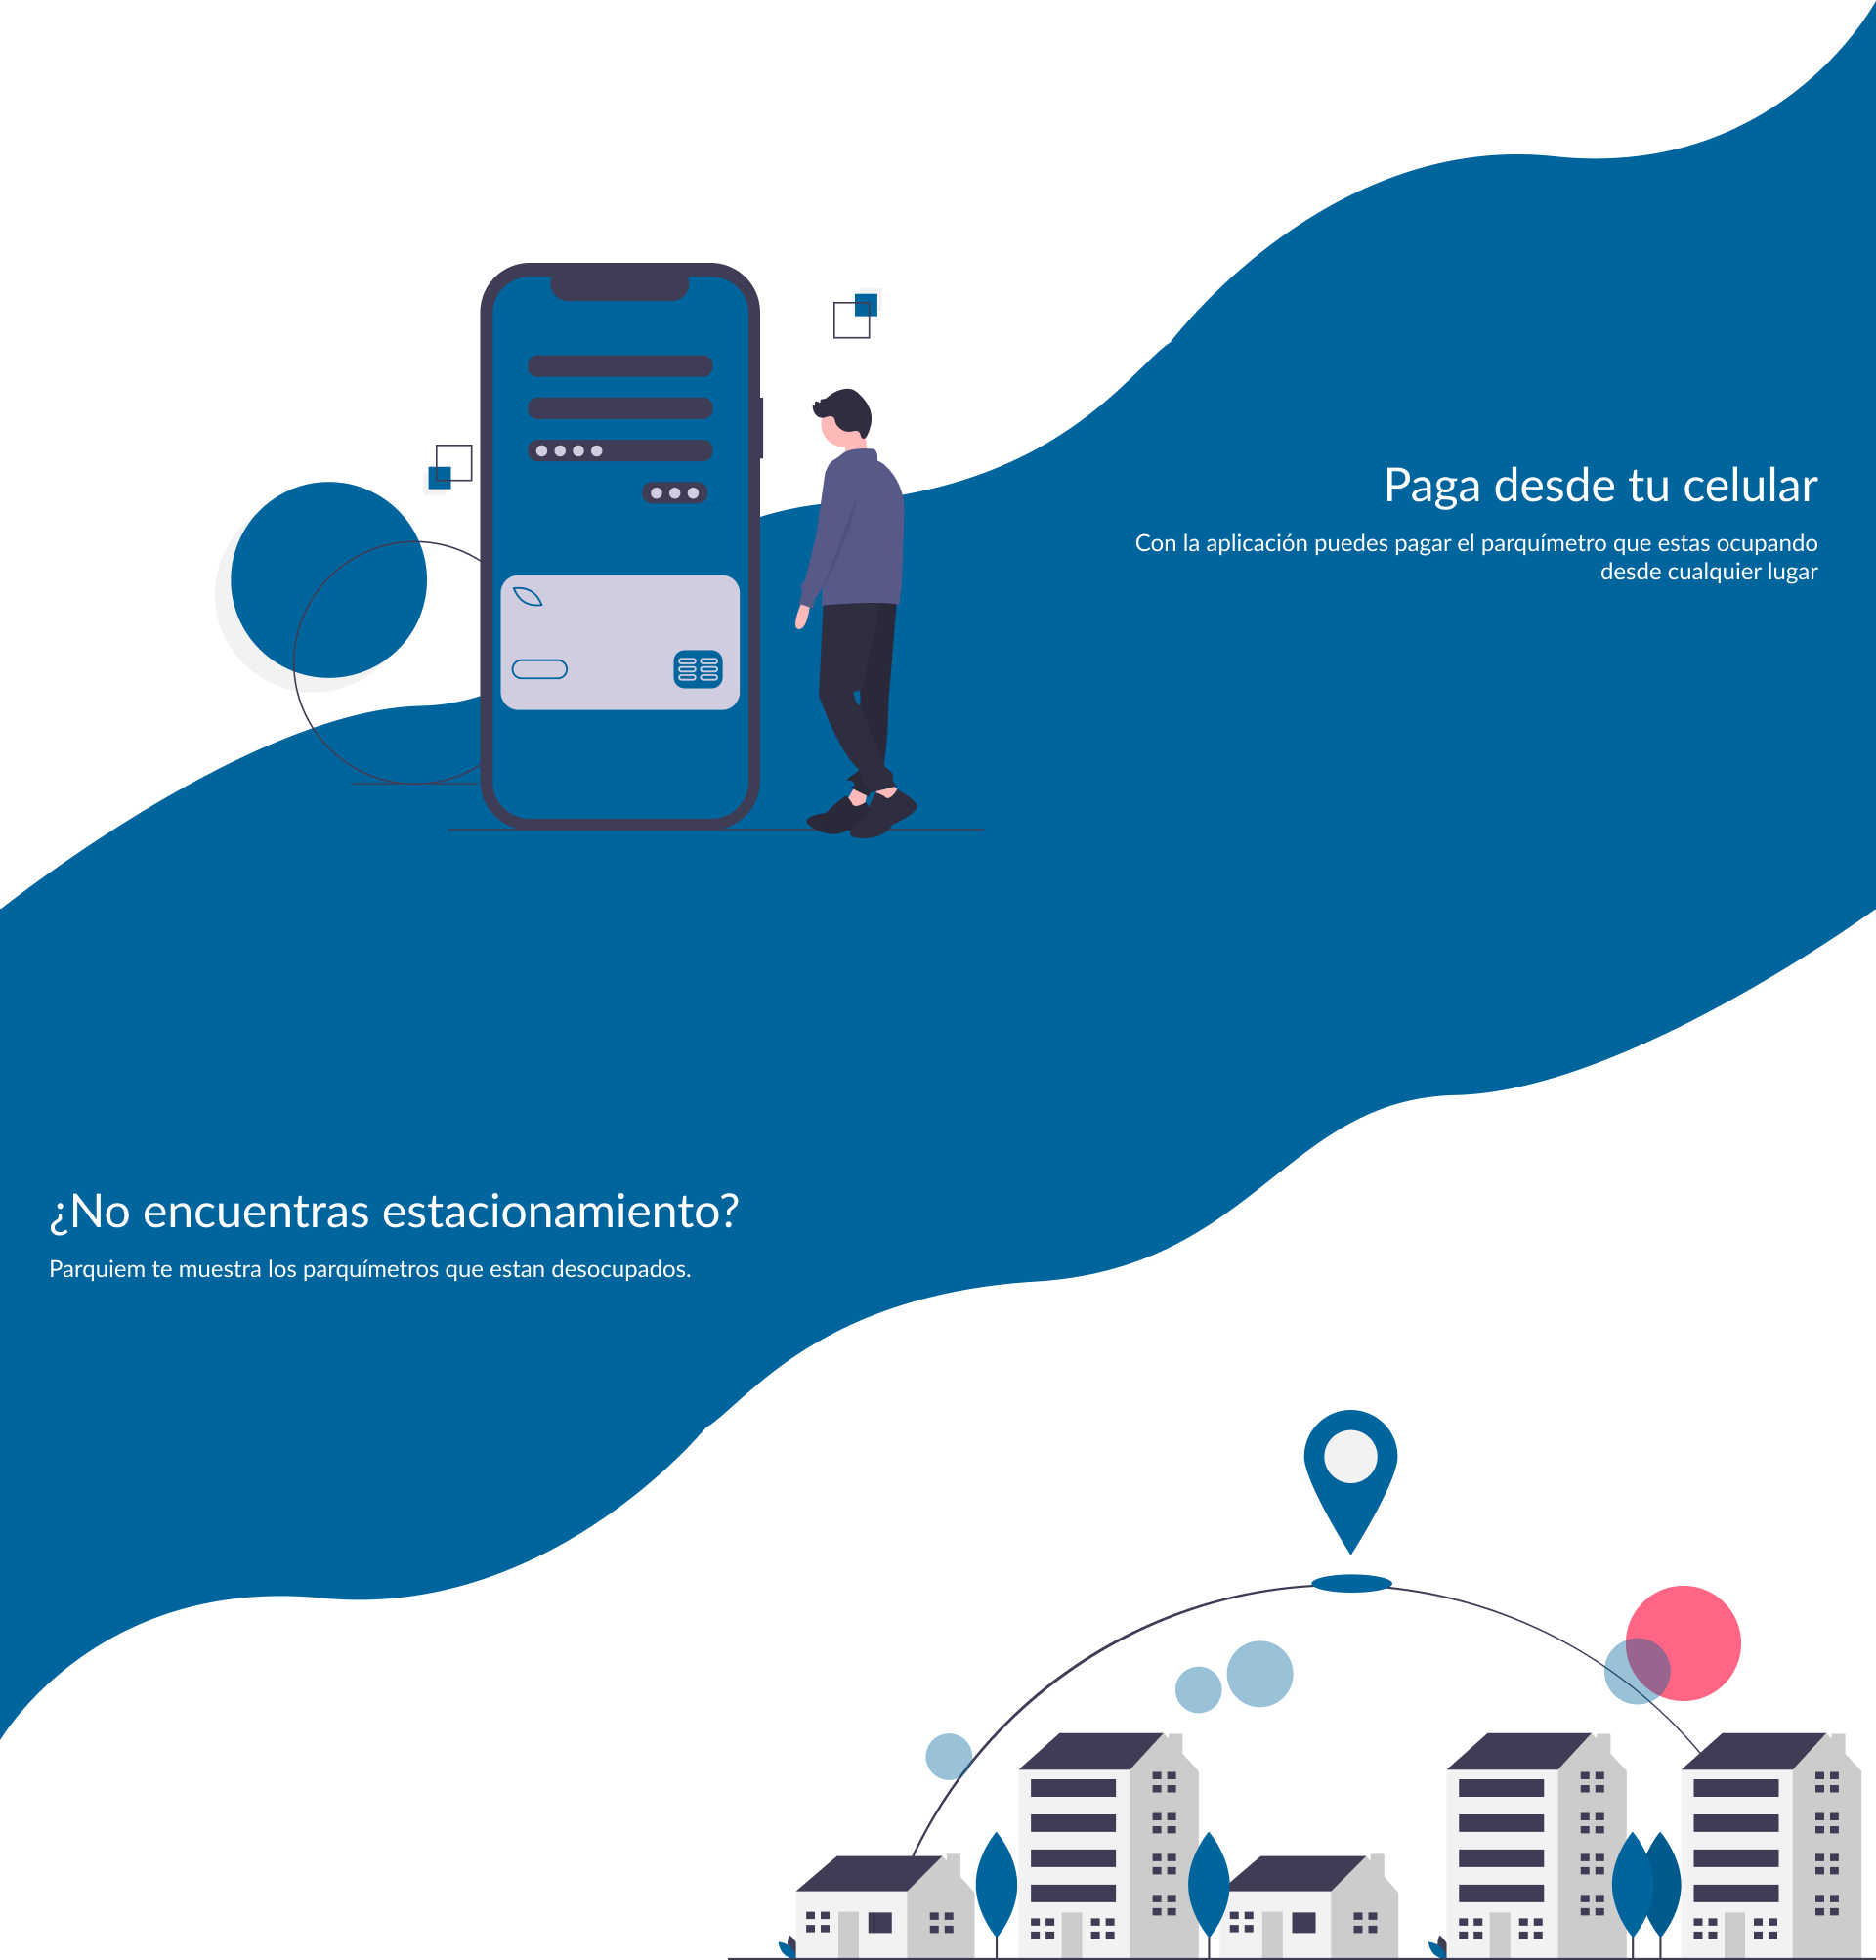 Paga desde tu celular
Con la aplicación puedes pagar el parquímetro que estas ocupando
desde cualquier lugar
¿No encuentras estacionamiento?
Parquiem te muestra los parquímetros que estan desocupados.